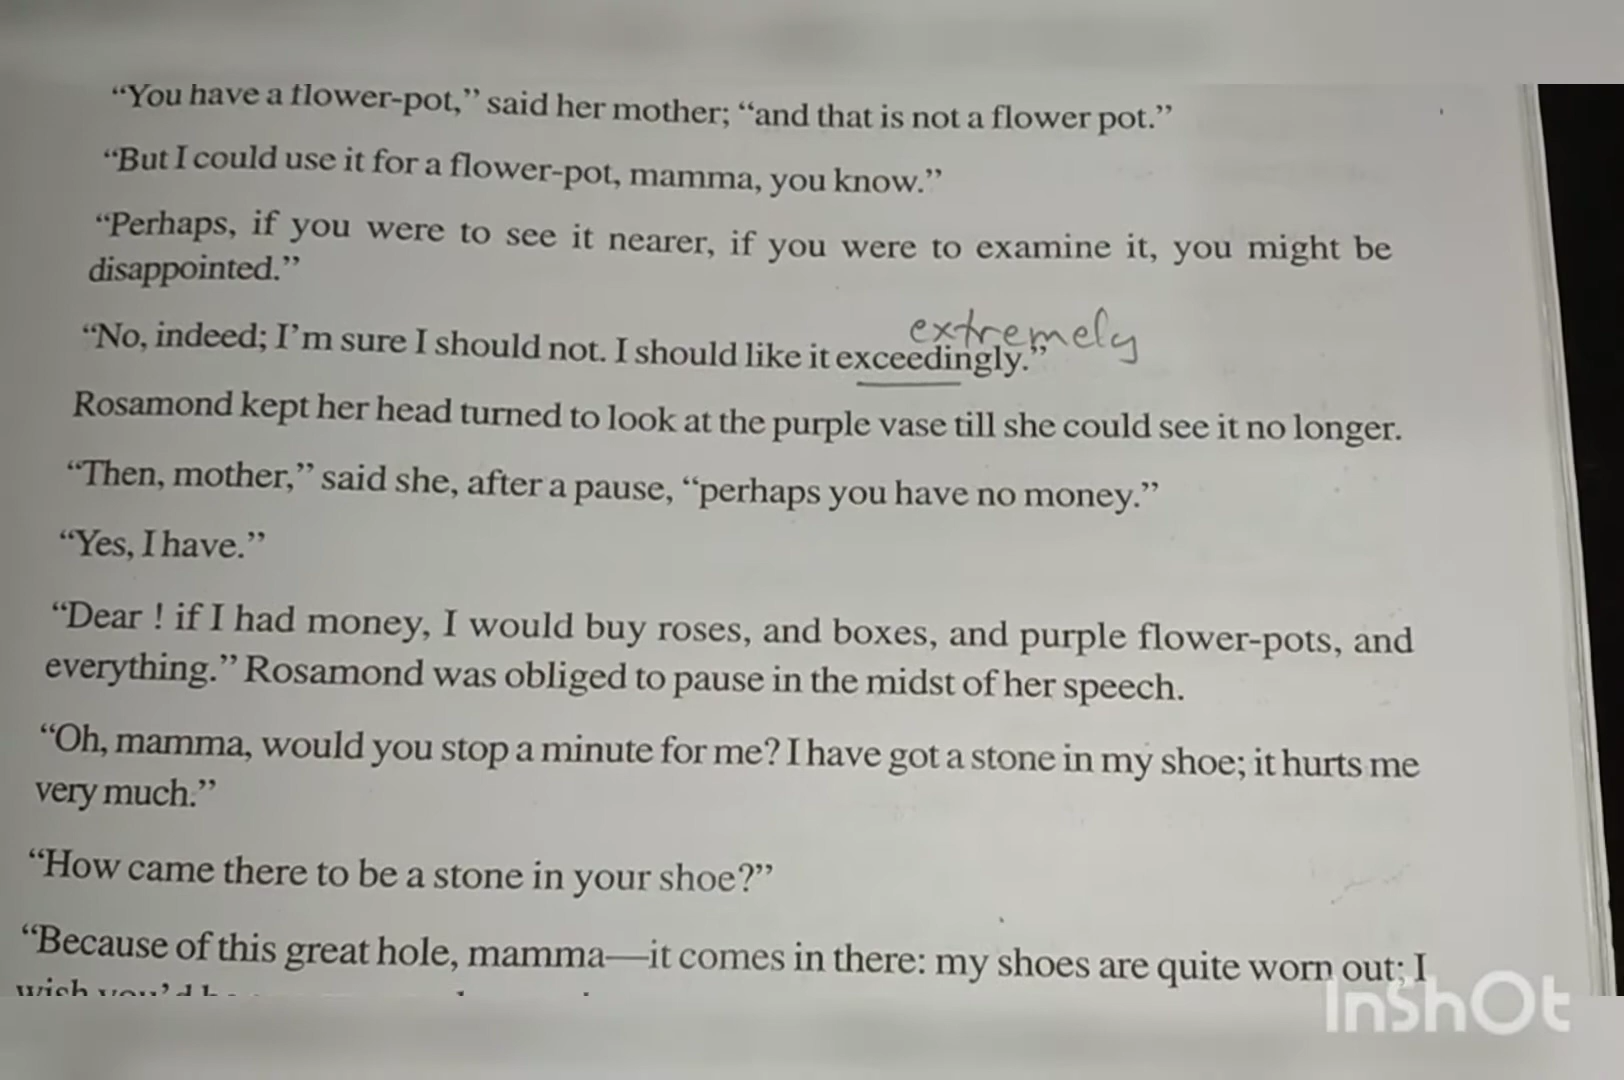 “You have a flower-pot,” said her mother; “and that is not a flower pot.”
“But I could use it for a flower-pot, mamma, you know.”
“Perhaps, if you were to see it nearer, if you were to examine it, you might be
disappointed.”
extremely
“No, indeed; I’m sure I should not. I should like it exceedingly.”
Rosamond kept her head turned to look at the purple vase till she could see it no longer.
“Then, mother,” said she, after a pause, “perhaps you have no money.”
“Yes, I have.”
“Dear ! if I had money, I would buy roses, and boxes, and purple flower-pots, and
everything.” Rosamond was obliged to pause in the midst of her speech.
“Oh, mamma, would you stop a minute for me? I have got a stone in my shoe; it hurts me
very much.”
“How came there to be a stone in your shoe?”
“Because of this great hole, mamma—it comes in there: my shoes are quite worn out; I
wish you’d
InShOt